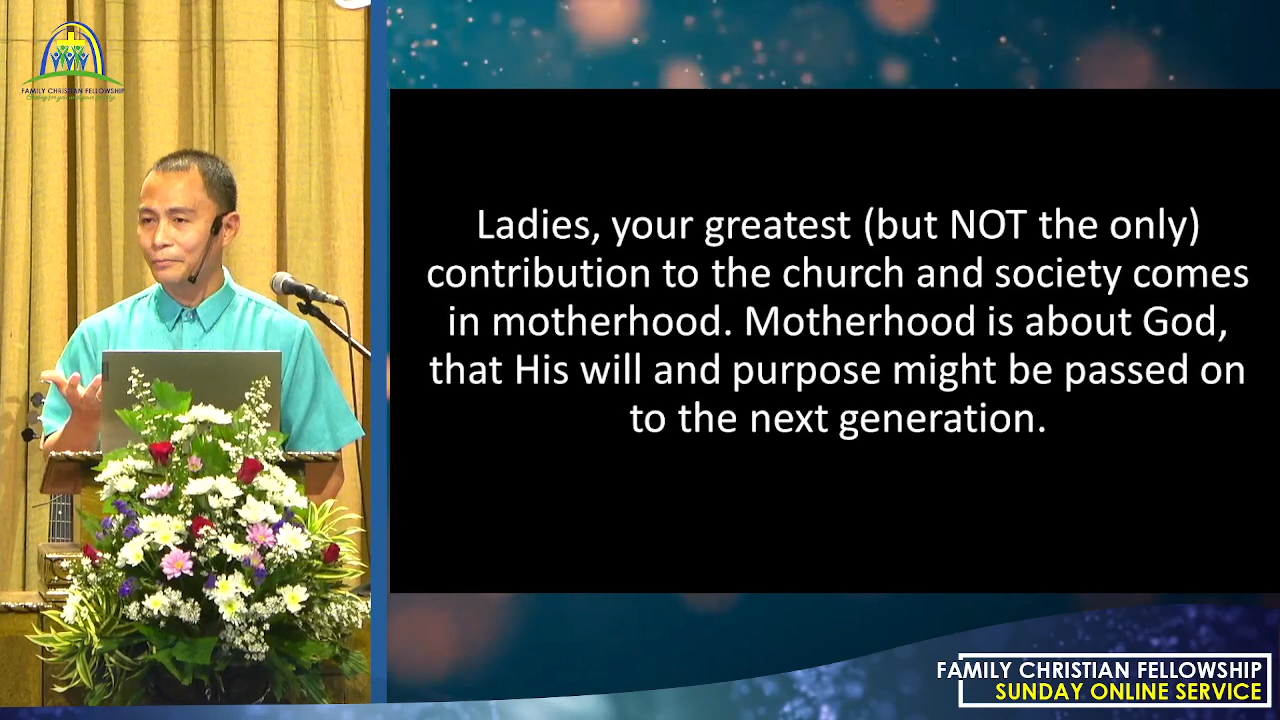 FAMILY CHRISTIAN FELLOWSHIP
Ladies, your greatest (but NOT the only)
contribution to the church and society comes
in motherhood. Motherhood is about God,
that His will and purpose might be passed on
to the next generation.
FAMILY CHRISTIAN FELLOWSHIP
SUNDAY ONLINE SERVICE